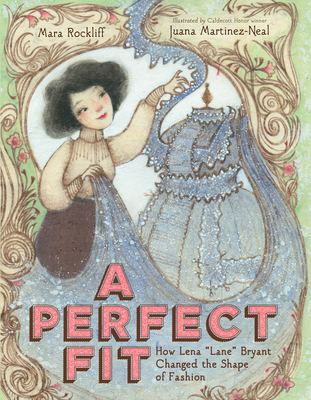 Mara Rockliff
Illustrated by Caldecott Honor winner
Juana Martinez-Neal
A
PERFECT
FIT
How Lena "Lane" Bryant
Changed the Shape
of Fashion